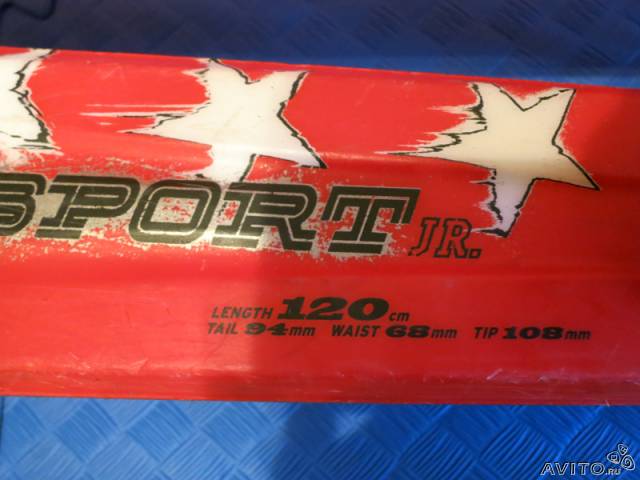 SPORT JR.
LENGTH 120 cm
TAIL 94mm WAIST 68mm TIP 108mm
AVITO.ru